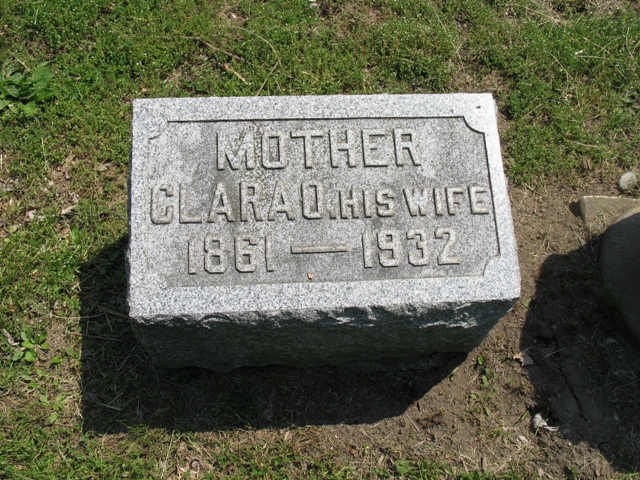 MOTHER
CLARA O. HIS WIFE
1861 — 1932